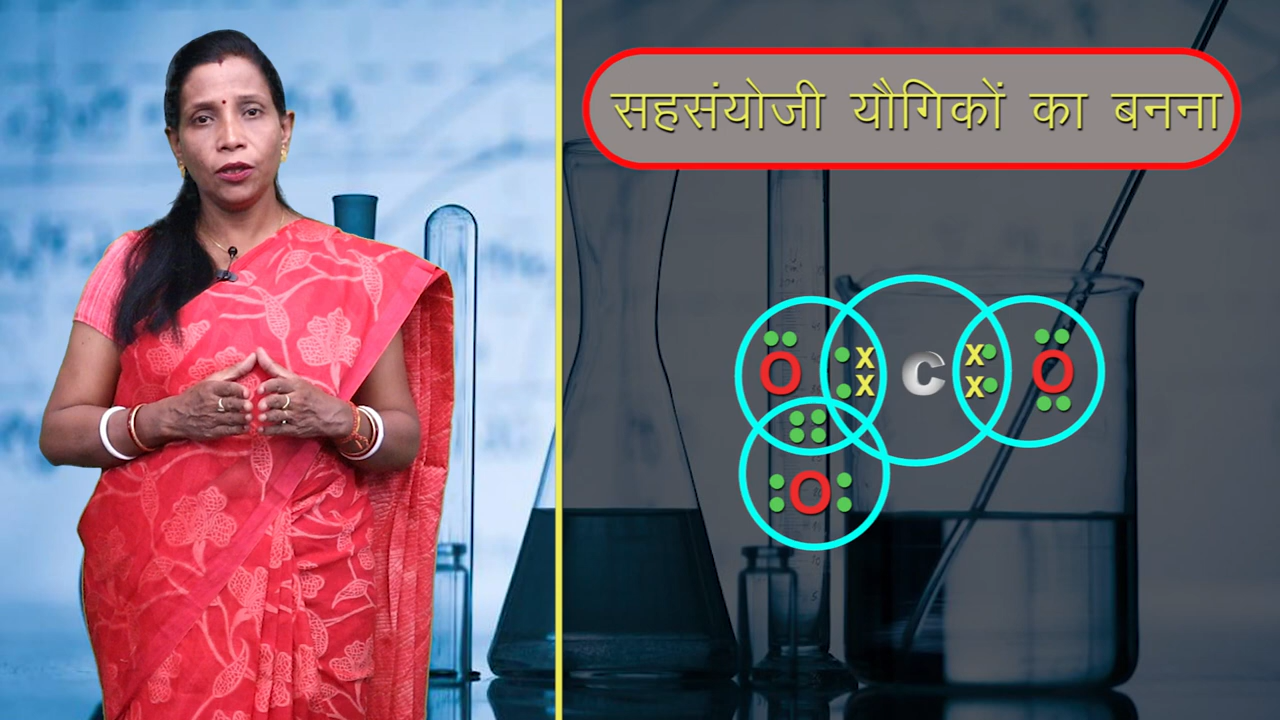 सहसंयोजी यौगिकों का बनना
O x x C x x O
O